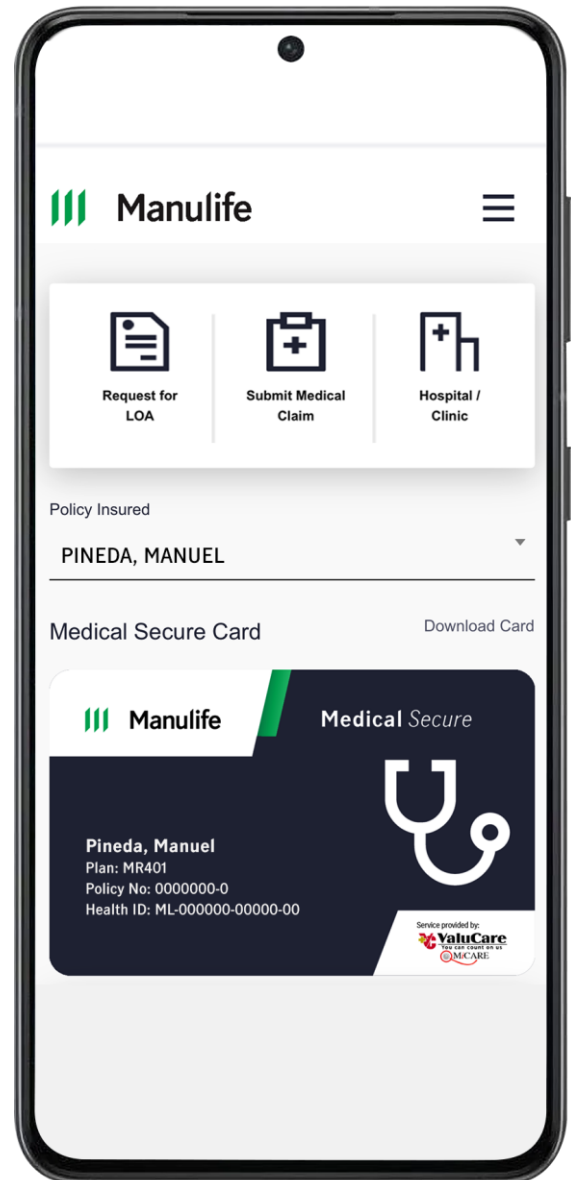 Manulife
Request for
LOA
Submit Medical
Claim
Hospital /
Clinic
Policy Insured
PINEDA, MANUEL
Medical Secure Card
Download Card
Manulife
Medical Secure
Pineda, Manuel
Plan: MR401
Policy No: 0000000-0
Health ID: ML-000000-00000-00
Service provided by:
ValuCare
You can count on us
MICARE